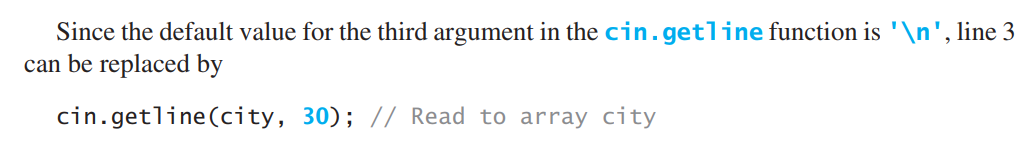 Since the default value for the third argument in the cin.getline function is '\n', line 3
can be replaced by
cin.getline(city, 30); // Read to array city